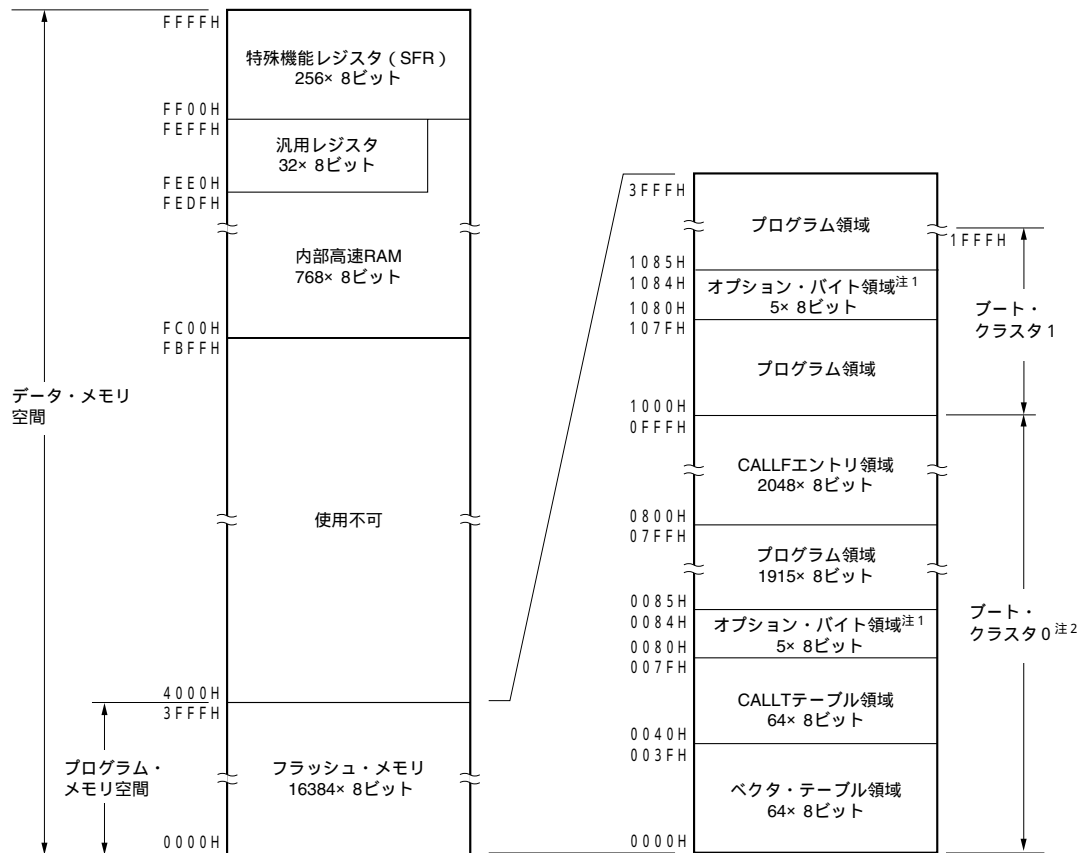 データ・メモリ
空間
プログラム・
メモリ空間
FFFFH
特殊機能レジスタ（SFR）
256× 8ビット
FF00H
FEFFH
汎用レジスタ
32× 8ビット
FEE0H
FEDFH
内部高速RAM
768× 8ビット
FC00H
FBFFH
使用不可
4000H
3FFFH
フラッシュ・メモリ
16384× 8ビット
0000H
3FFFH
プログラム領域
1FFFH
1085H
1084H
オプション・バイト領域注1
5× 8ビット
1080H
107FH
プログラム領域
ブート・
クラスタ1
1000H
0FFFH
CALLFエントリ領域
2048× 8ビット
0800H
07FFH
プログラム領域
1915× 8ビット
0085H
0084H
オプション・バイト領域注1
5× 8ビット
0080H
007FH
ブート・
クラスタ0注2
CALLTテーブル領域
64× 8ビット
0040H
003FH
ベクタ・テーブル領域
64× 8ビット
0000H